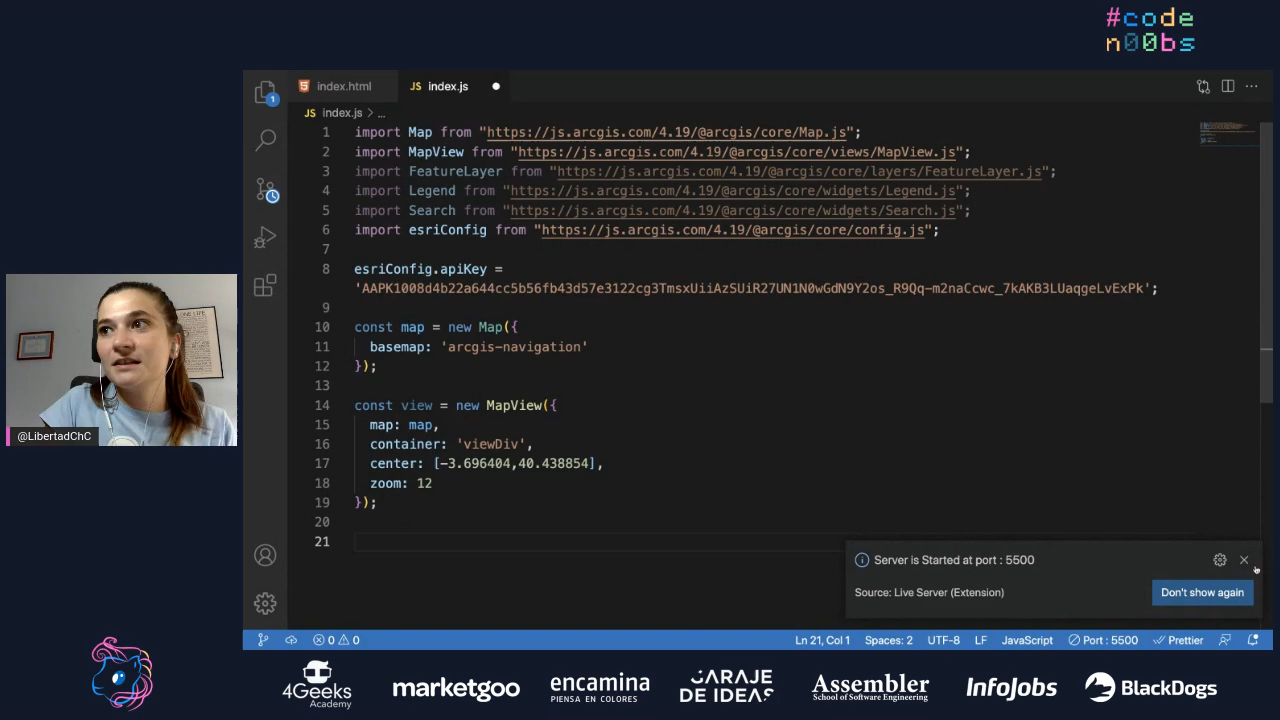 #code
n00bs
index.html
JS index.js
JS index.js > ...
1 import Map from "https://js.arcgis.com/4.19/@arcgis/core/Map.js";
2 import MapView from "https://js.arcgis.com/4.19/@arcgis/core/views/MapView.js";
3 import FeatureLayer from "https://js.arcgis.com/4.19/@arcgis/core/layers/FeatureLayer.js";
4 import Legend from "https://js.arcgis.com/4.19/@arcgis/core/widgets/Legend.js";
5 import Search from "https://js.arcgis.com/4.19/@arcgis/core/widgets/Search.js";
6 import esriConfig from "https://js.arcgis.com/4.19/@arcgis/core/config.js";
7
8 esriConfig.apiKey =
'AAPK1008d4b22a644cc5b56fb43d57e3122cg3TmsxUiiAzSUiR27UN1N0wGdN9Y2os_R9Qq-m2naCcwc_7kAKB3LUaqgeLvExPk';
9
10 const map = new Map({
11 basemap: 'arcgis-navigation'
12 });
13
14 const view = new MapView({
15 map: map,
16 container: 'viewDiv',
17 center: [-3.696404,40.438854],
18 zoom: 12
19 });
20
21
1
@LibertadChC
Server is Started at port : 5500
Source: Live Server (Extension)
Don't show again
0 0
Ln 21, Col 1
Spaces: 2
UTF-8
LF
JavaScript
Port : 5500
Prettier
4Geeks
Academy
marketgoo
encamina
PIENSA EN COLORES
GARAJE
DE IDEAS
Assembler
School of Software Engineering
InfoJobs
BlackDogs